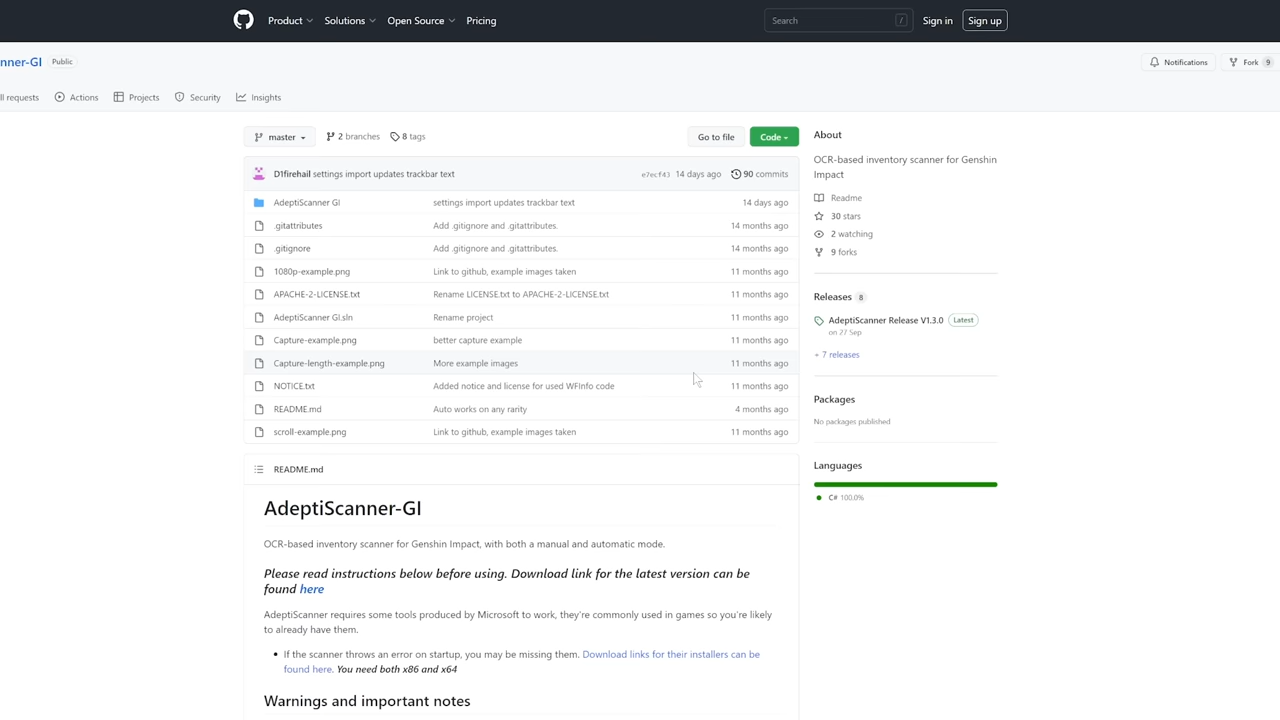 Product Solutions Open Source Pricing Search / Sign in Sign up
nner-GI Public Notifications Fork 9
ll requests Actions Projects Security Insights
master 2 branches 8 tags Go to file Code
D1firehail settings import updates trackbar text e7ecf43 14 days ago 90 commits
AdeptiScanner GI settings import updates trackbar text 14 days ago
.gitattributes Add .gitignore and .gitattributes. 14 months ago
.gitignore Add .gitignore and .gitattributes. 14 months ago
1080p-example.png Link to github, example images taken 11 months ago
APACHE-2-LICENSE.txt Rename LICENSE.txt to APACHE-2-LICENSE.txt 11 months ago
AdeptiScanner GI.sln Rename project 11 months ago
Capture-example.png better capture example 11 months ago
Capture-length-example.png More example images 11 months ago
NOTICE.txt Added notice and license for used WFInfo code 11 months ago
README.md Auto works on any rarity 4 months ago
scroll-example.png Link to github, example images taken 11 months ago
README.md
AdeptiScanner-GI
OCR-based inventory scanner for Genshin Impact, with both a manual and automatic mode.
Please read instructions below before using. Download link for the latest version can be
found here
AdeptiScanner requires some tools produced by Microsoft to work, they're commonly used in games so you're likely
to already have them.
If the scanner throws an error on startup, you may be missing them. Download links for their installers can be
found here. You need both x86 and x64
Warnings and important notes
About
OCR-based inventory scanner for Genshin
Impact
Readme
30 stars
2 watching
9 forks
Releases 8
AdeptiScanner Release V1.3.0 Latest
on 27 Sep
+ 7 releases
Packages
No packages published
Languages
C# 100.0%